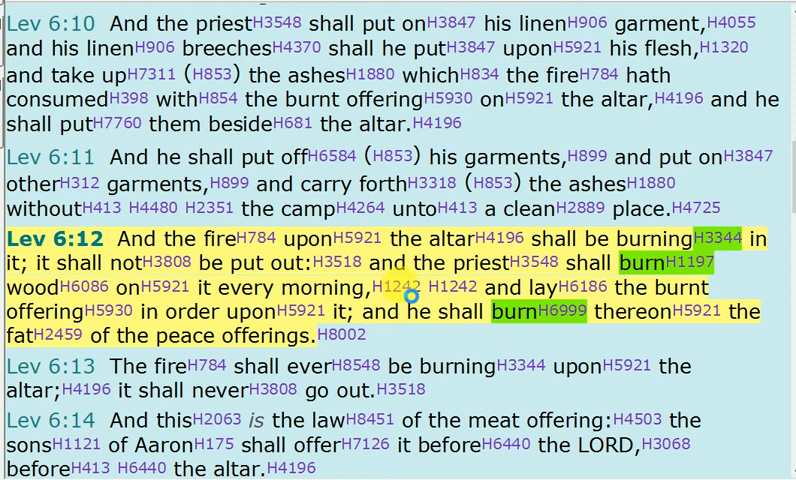 Lev 6:10 And the priestH3548 shall put onH3847 his linenH906 garment,H4055
and his linenH906 breechesH4370 shall he putH3847 uponH5921 his flesh,H1320
and take upH7311 (H853) the ashesH1880 whichH834 the fireH784 hath
consumedH398 withH854 the burnt offeringH5930 onH5921 the altar,H4196 and he
shall putH7760 them besideH681 the altar.H4196
Lev 6:11 And he shall put offH6584 (H853) his garments,H899 and put onH3847
otherH312 garments,H899 and carry forthH3318 (H853) the ashesH1880
withoutH413 H4480 H2351 the campH4264 untoH413 a cleanH2889 place.H4725
Lev 6:12 And the fireH784 uponH5921 the altarH4196 shall be burningH3344 in
it; it shall notH3808 be put out:H3518 and the priestH3548 shall burnH1197
woodH6086 onH5921 it every morning,H1242 H1242 and layH6186 the burnt
offeringH5930 in order uponH5921 it; and he shall burnH6999 thereonH5921 the
fatH2459 of the peace offerings.H8002
Lev 6:13 The fireH784 shall everH8548 be burningH3344 uponH5921 the
altar;H4196 it shall neverH3808 go out.H3518
Lev 6:14 And thisH2063 is the lawH8451 of the meat offering:H4503 the
sonsH1121 of AaronH175 shall offerH7126 it beforeH6440 the LORD,H3068
beforeH413 H6440 the altar.H4196